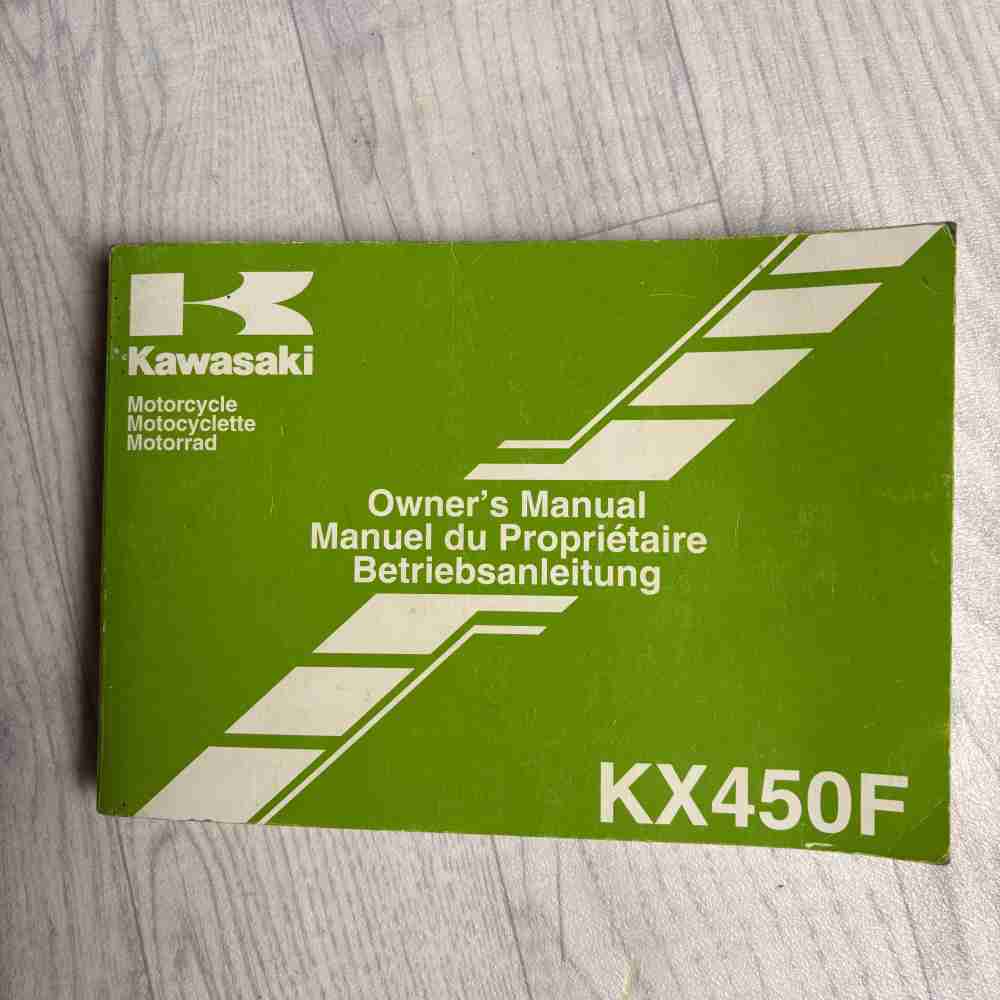 Kawasaki
Motorcycle
Motocyclette
Motorrad
Owner's Manual
Manuel du Propriétaire
Betriebsanleitung
KX450F